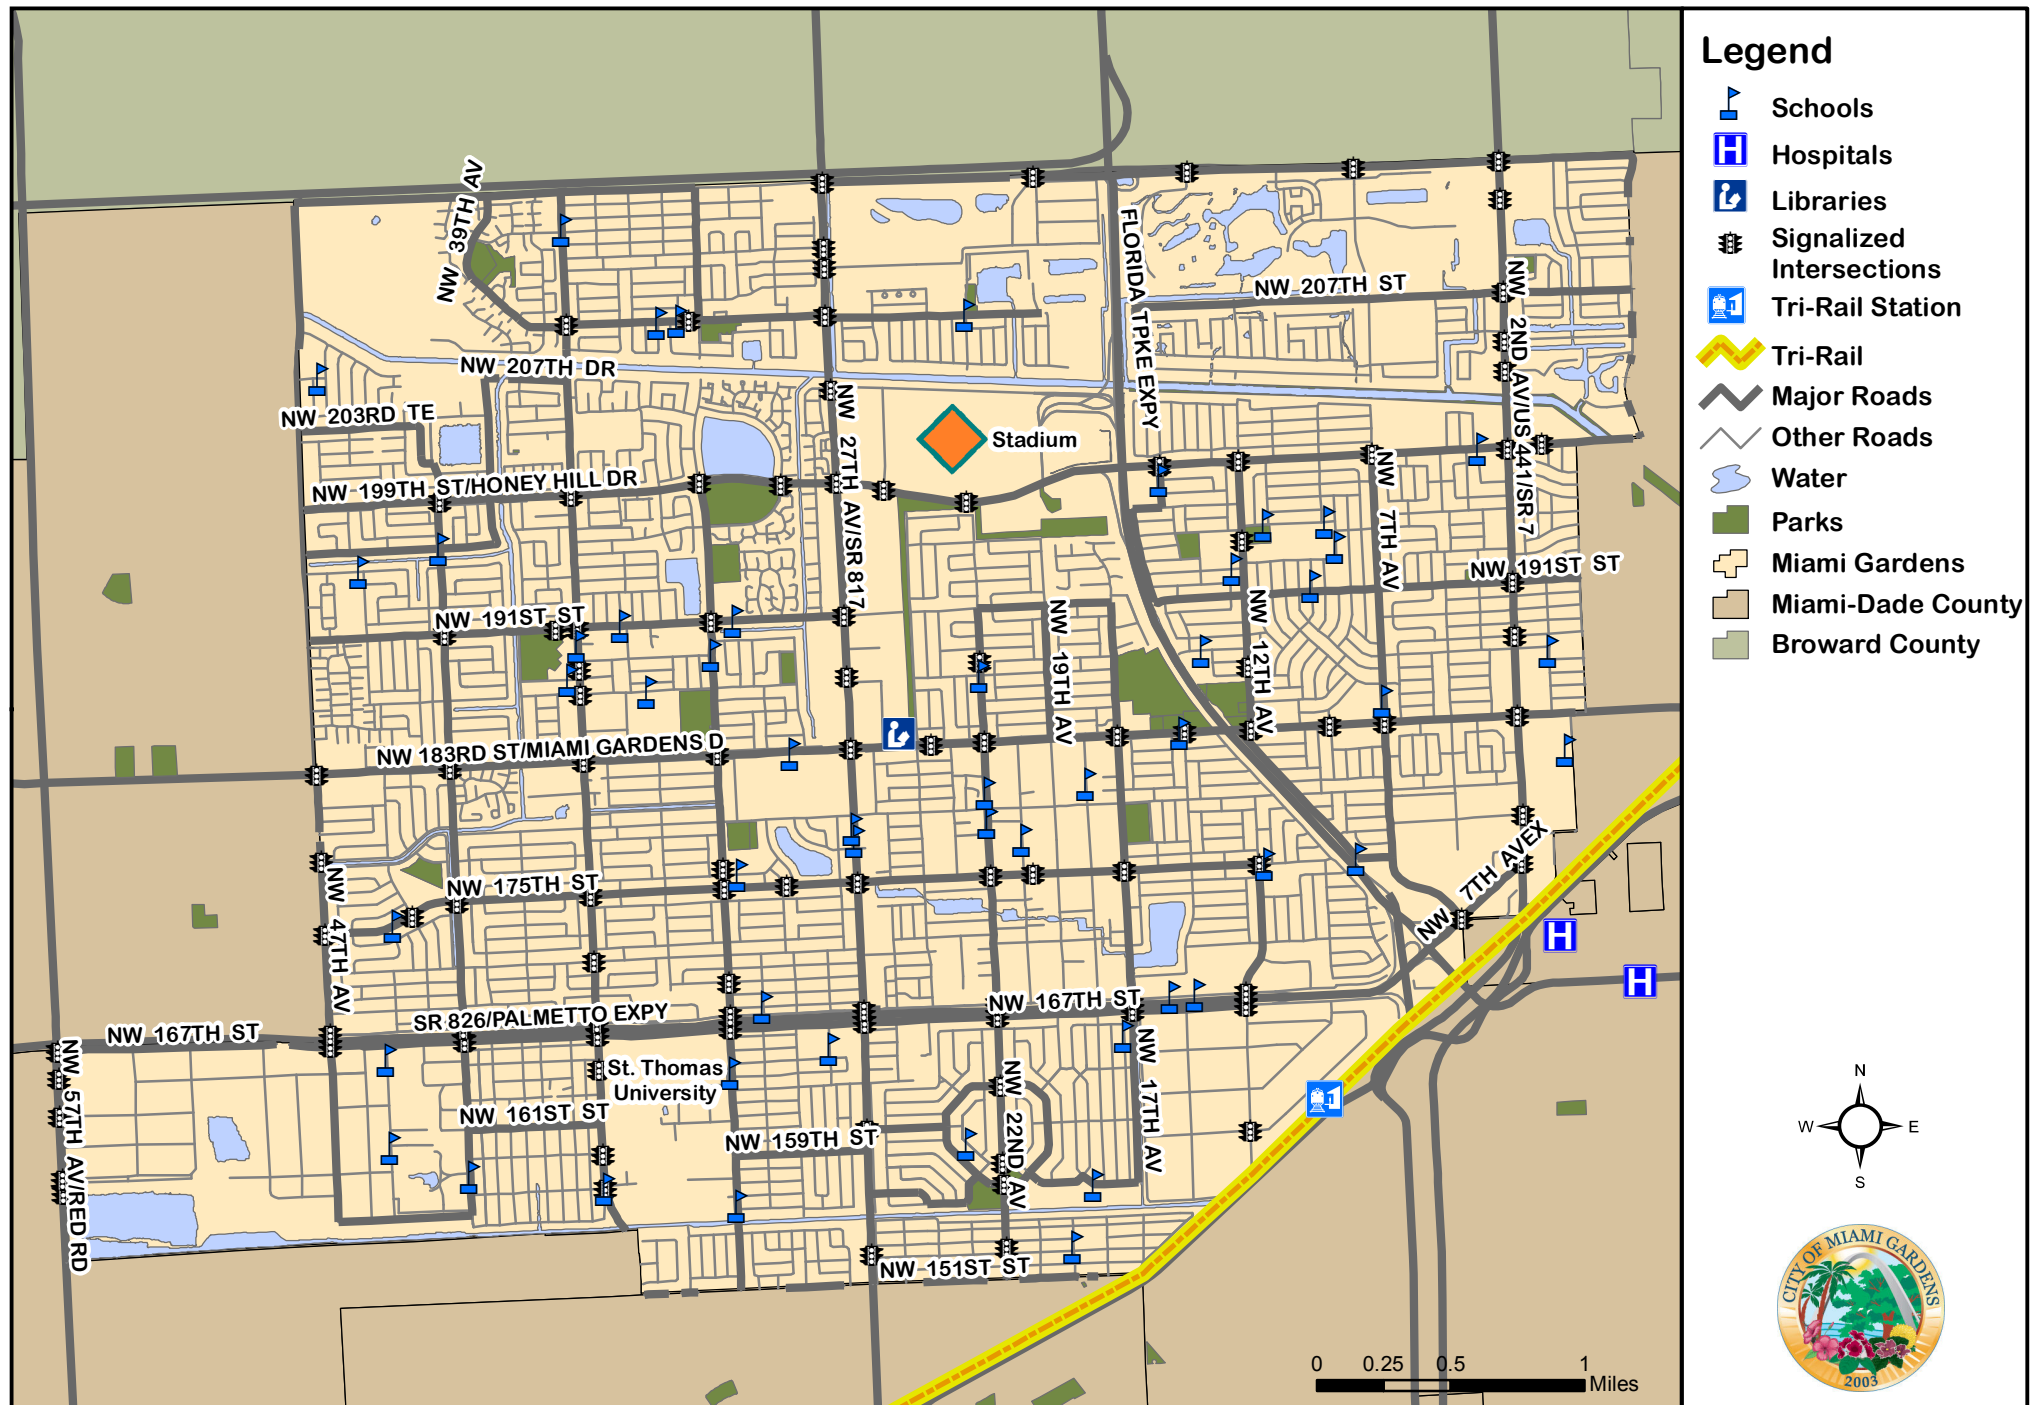 NW 39TH AV
FLORIDA TPKE EXPY
NW 207TH ST
NW 2ND AV/US 441/SR 7
NW 207TH DR
NW 203RD TE
NW 27TH AV/SR 817
Stadium
NW 199TH ST/HONEY HILL DR
NW 7TH AV
NW 191ST ST
NW 191ST ST
NW 19TH AV
NW 12TH AV
NW 183RD ST/MIAMI GARDENS D
NW 7TH AVEX
NW 175TH ST
NW 47TH AV
NW 167TH ST
SR 826/PALMETTO EXPY
NW 167TH ST
NW 57TH AV/RED RD
St. Thomas
University
NW 161ST ST
NW 159TH ST
NW 22ND AV
NW 17TH AV
NW 151ST ST
0 0.25 0.5 1
Miles
Legend
Schools
H Hospitals
Libraries
Signalized
Intersections
Tri-Rail Station
Tri-Rail
Major Roads
Other Roads
Water
Parks
Miami Gardens
Miami-Dade County
Broward County
H
H
N
W E
S
CITY OF MIAMI GARDENS
2003